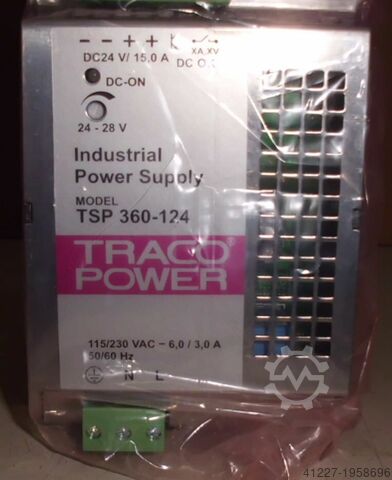 − − + + XA.XV
DC24 V/ 15.0 A DC O.K
DC-ON
24 - 28 V
Industrial
Power Supply
MODEL
TSP 360-124
TRACO®
POWER
115/230 VAC ~ 6,0 / 3,0 A
50/60 Hz
N L
41227-1958696